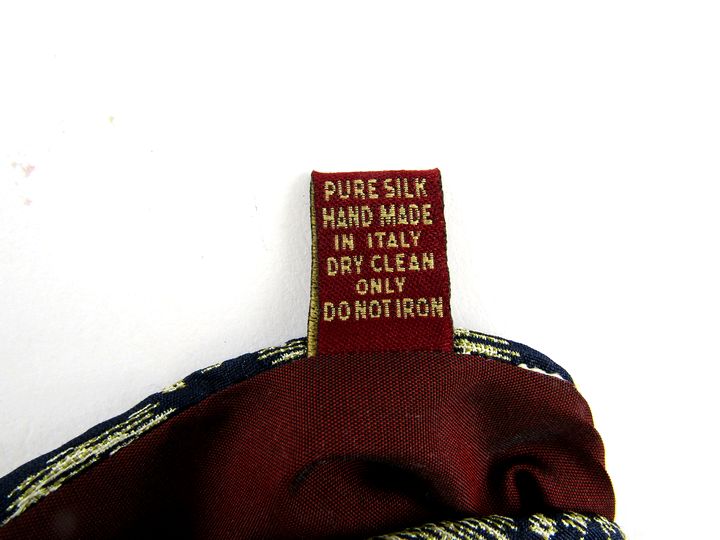 PURE SILK
HAND MADE
IN ITALY
DRY CLEAN
ONLY
DO NOT IRON